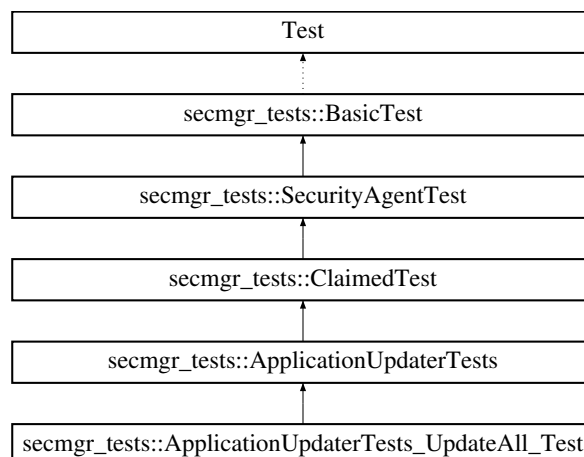 Test
secmgr_tests::BasicTest
secmgr_tests::SecurityAgentTest
secmgr_tests::ClaimedTest
secmgr_tests::ApplicationUpdaterTests
secmgr_tests::ApplicationUpdaterTests_UpdateAll_Test